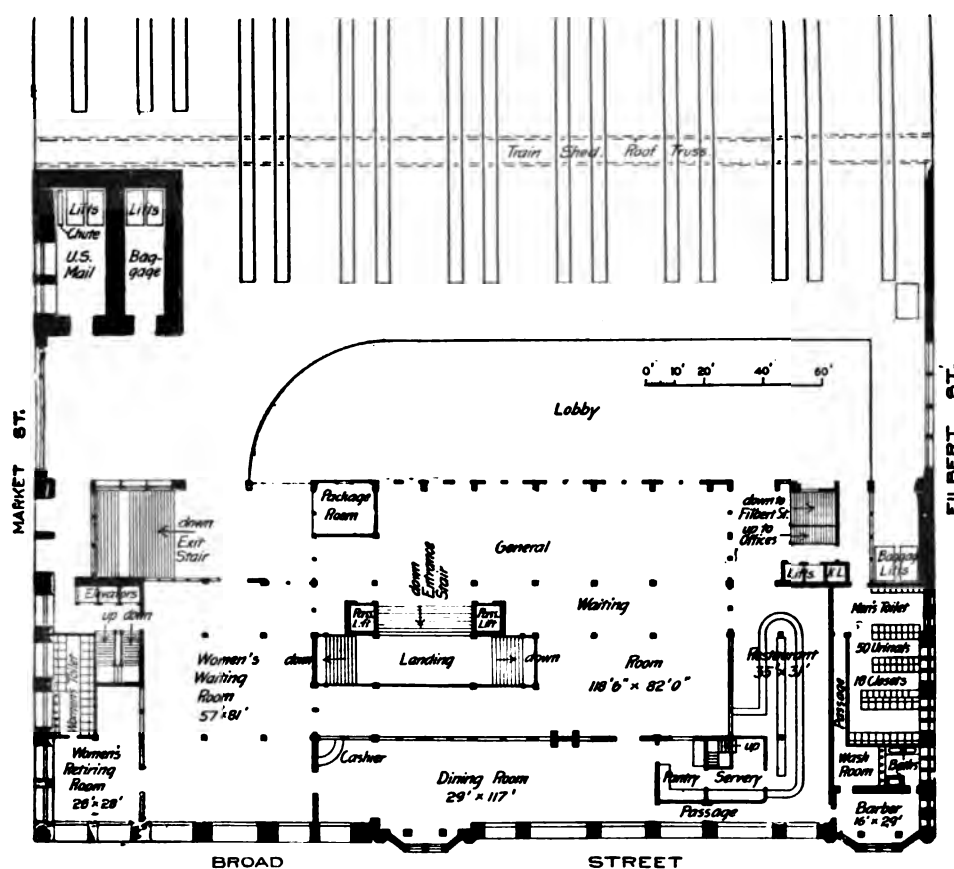 Train Shed. Roof Truss
Lifts
Lifts
Chute
U.S.
Mail
Bag-
gage
0' 10' 20' 40' 60'
Lobby
MARKET ST.
FILBERT ST.
Package
Room
down to
Filbert St.
up to
Offices
down
Exit
Stair
General
down
Entrance
Stair
Baggage
Lifts
Lifts
Elevators
up down
Men's Toilet
Waiting
Pass.
Lift
Pass.
Lift
50 Urinals
18 Closets
Women's
Waiting
Room
57' x 81'
down
Landing
down
Room
118'6" x 82'0"
Restaurant
35' x 31'
Women's Toilet
Passage
Women's
Retiring
Room
28' x 28'
Cashier
up
Dining Room
29' x 117'
Pantry
Servery
Wash
Room
Baths
Passage
Barber
16' x 29'
BROAD STREET